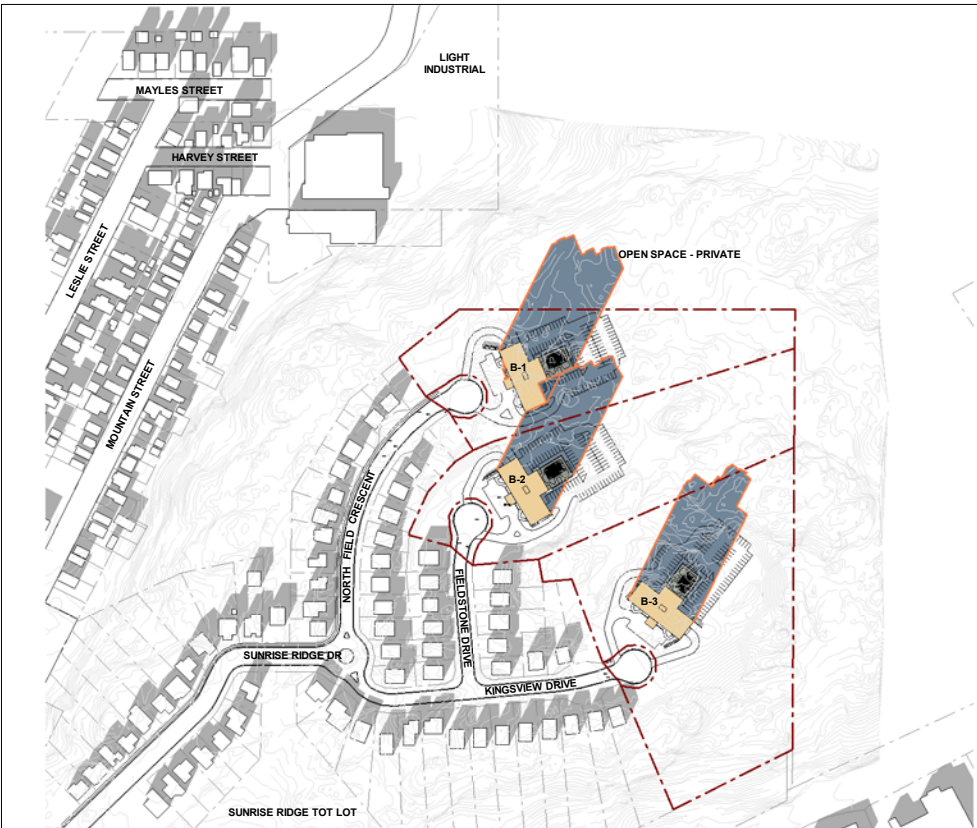 LIGHT
INDUSTRIAL
MAYLES STREET
HARVEY STREET
LESLIE STREET
OPEN SPACE - PRIVATE
MOUNTAIN STREET
B-1
B-2
NORTH FIELD CRESCENT
FIELDSTONE DRIVE
B-3
SUNRISE RIDGE DR
KINGSVIEW DRIVE
SUNRISE RIDGE TOT LOT